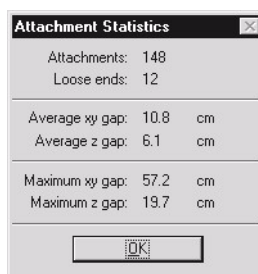 Attachment Statistics
Attachments: 148
Loose ends: 12
Average xy gap: 10.8 cm
Average z gap: 6.1 cm
Maximum xy gap: 57.2 cm
Maximum z gap: 19.7 cm
OK